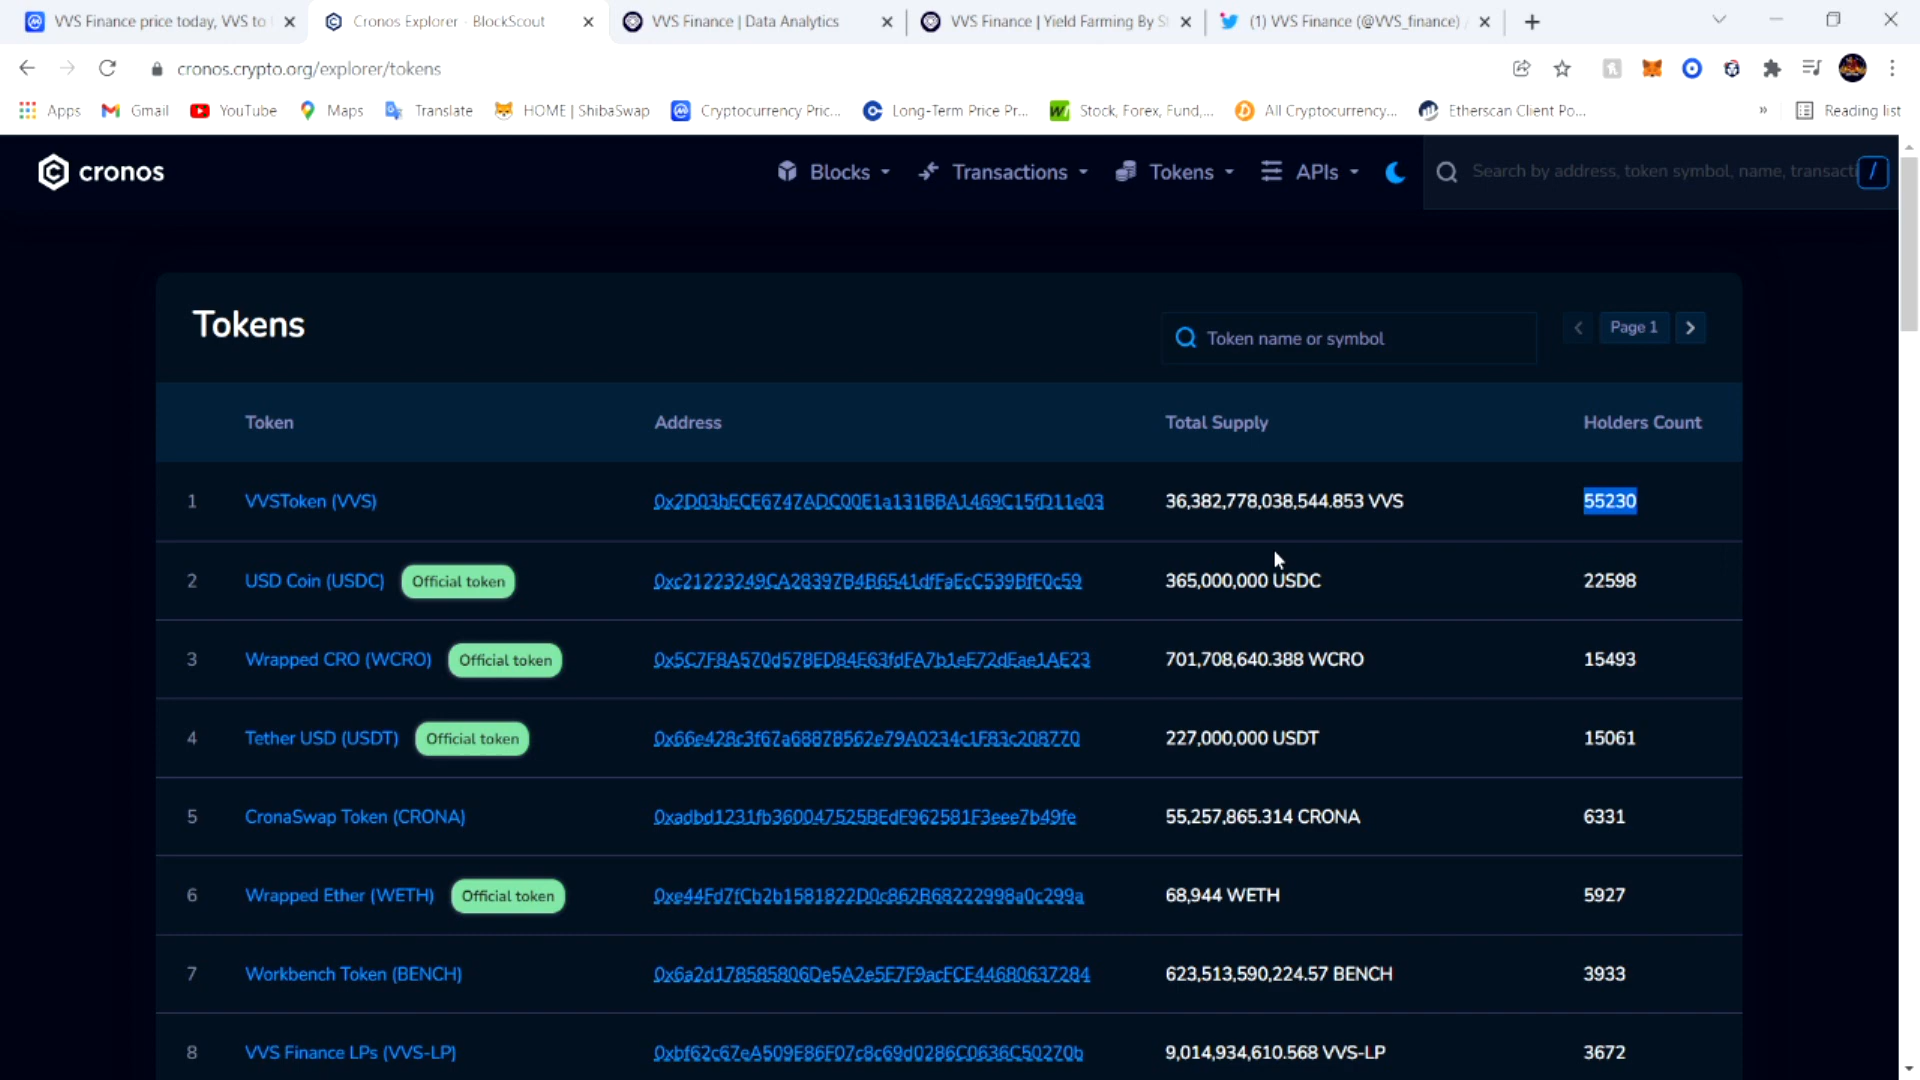 VVS Finance price today, VVS to
Cronos Explorer - BlockScout
VVS Finance | Data Analytics
VVS Finance | Yield Farming By S
(1) VVS Finance (@VVS_finance) /
cronos.crypto.org/explorer/tokens
Apps
Gmail
YouTube
Maps
Translate
HOME | ShibaSwap
Cryptocurrency Pric...
Long-Term Price Pr...
Stock, Forex, Fund,...
All Cryptocurrency...
Etherscan Client Po...
»
Reading list
cronos
Blocks
Transactions
Tokens
APIs
Search by address, token symbol, name, transacti
/
Tokens
Token name or symbol
Page 1
Token Address Total Supply Holders Count
1 VVSToken (VVS) 0x2D03bECE6747ADC00E1a131BBA1469C15fD11e03 36,382,778,038,544.853 VVS 55230
2 USD Coin (USDC) Official token 0xc21223249CA28397B4B6541dfFaEcC539BfF0c59 365,000,000 USDC 22598
3 Wrapped CRO (WCRO) Official token 0x5C7F8A570d578ED84E63fdFA7b1eE72dEae1AE23 701,708,640.388 WCRO 15493
4 Tether USD (USDT) Official token 0x66e428c3f67a68878562e79A0234c1F83c208770 227,000,000 USDT 15061
5 CronaSwap Token (CRONA) 0xadbd1231fb360047525BEdF962581F3eee7b49fe 55,257,865.314 CRONA 6331
6 Wrapped Ether (WETH) Official token 0xe44Fd7fCb2b1581822D0c862B68222998a0c299a 68,944 WETH 5927
7 Workbench Token (BENCH) 0x6a2d178585806De5A2e5F7F9acFCE44680637284 623,513,590,224.57 BENCH 3933
8 VVS Finance LPs (VVS-LP) 0xbf62c67eA509E86F07c8c69d0286C0636C50270b 9,014,934,610.568 VVS-LP 3672